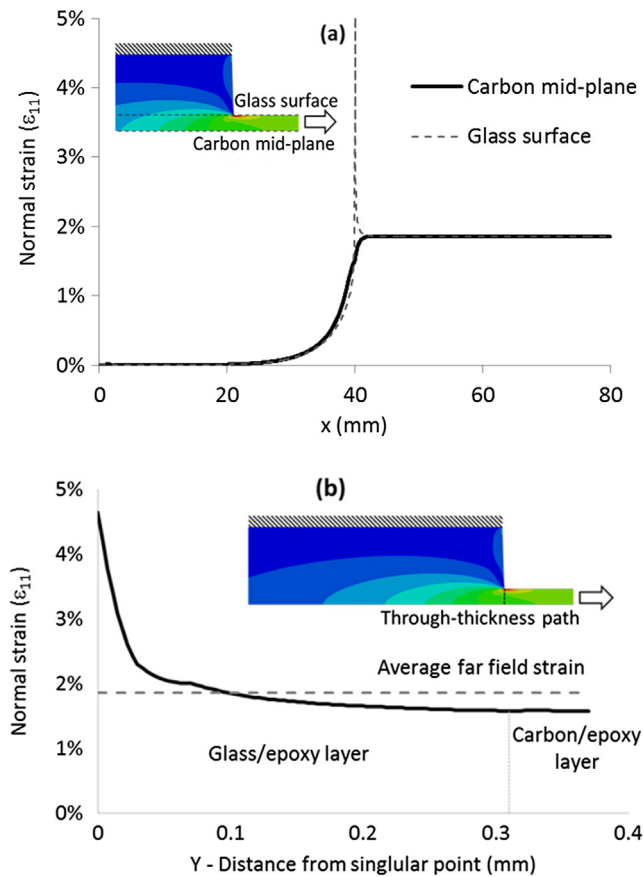 (a)
5%
4%
3%
2%
1%
0%
Normal strain (ε11)
Glass surface
Carbon mid-plane
Carbon mid-plane
Glass surface
0
20
40
60
80
x (mm)
(b)
5%
4%
3%
2%
1%
0%
Normal strain (ε11)
Through-thickness path
Average far field strain
Glass/epoxy layer
Carbon/epoxy
layer
0
0.1
0.2
0.3
0.4
Y - Distance from singlular point (mm)